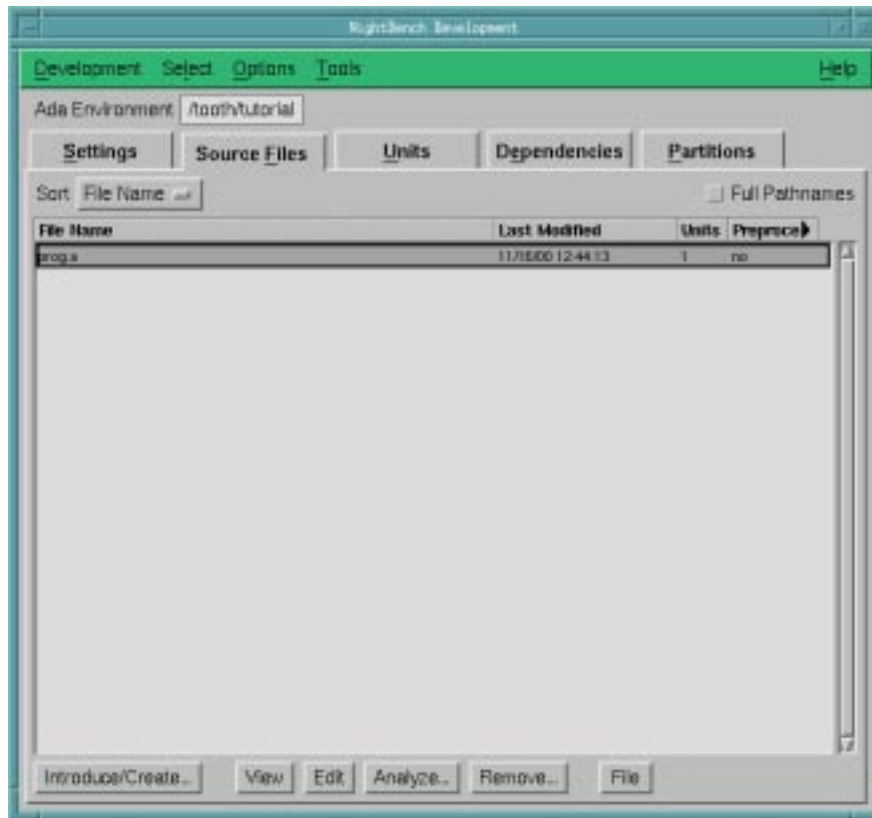 NightBench Development
Development Select Options Tools Help
Ada Environment /tooth/tutorial
Settings Source Files Units Dependencies Partitions
Sort File Name Full Pathnames
File Name Last Modified Units Preproce
prog.a 11/16/00 12:44:13 1 no
Introduce/Create... View Edit Analyze... Remove... File